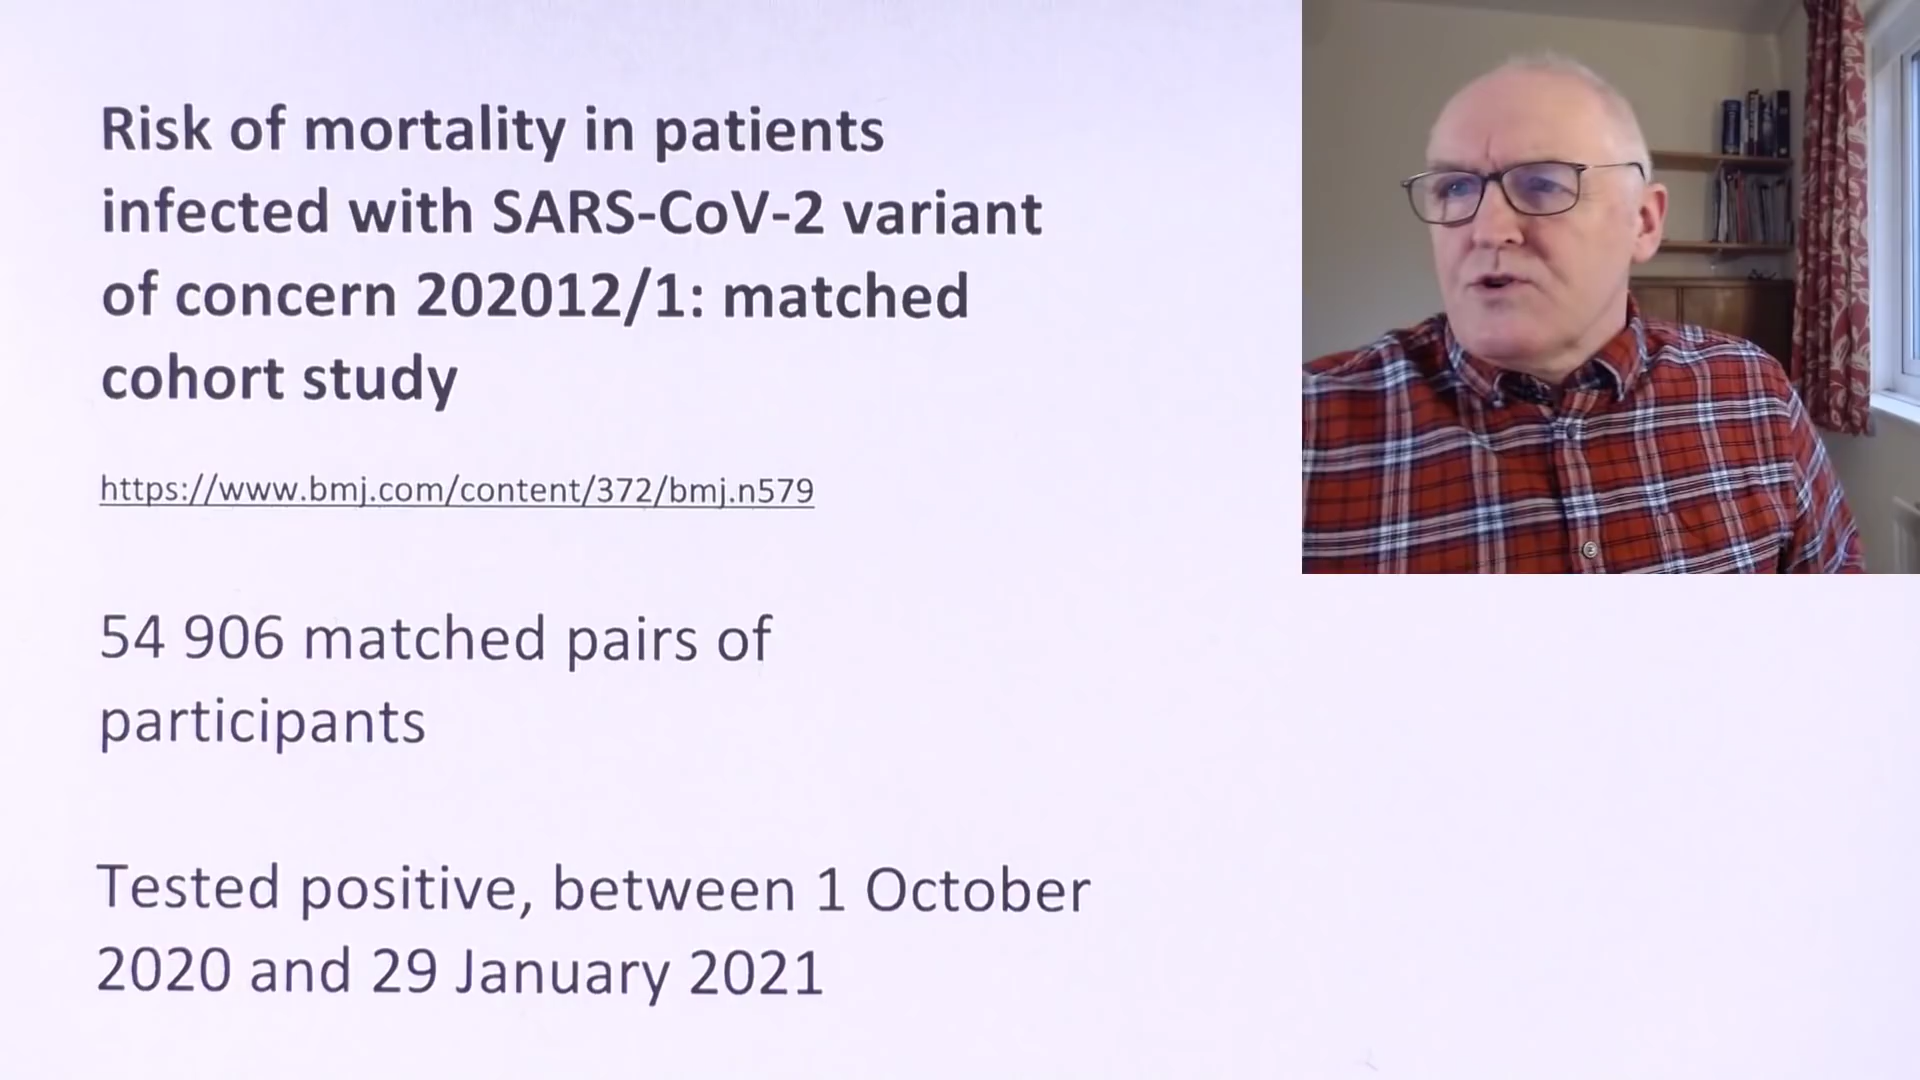 Risk of mortality in patients
infected with SARS-CoV-2 variant
of concern 202012/1: matched
cohort study
https://www.bmj.com/content/372/bmj.n579
54 906 matched pairs of
participants
Tested positive, between 1 October
2020 and 29 January 2021